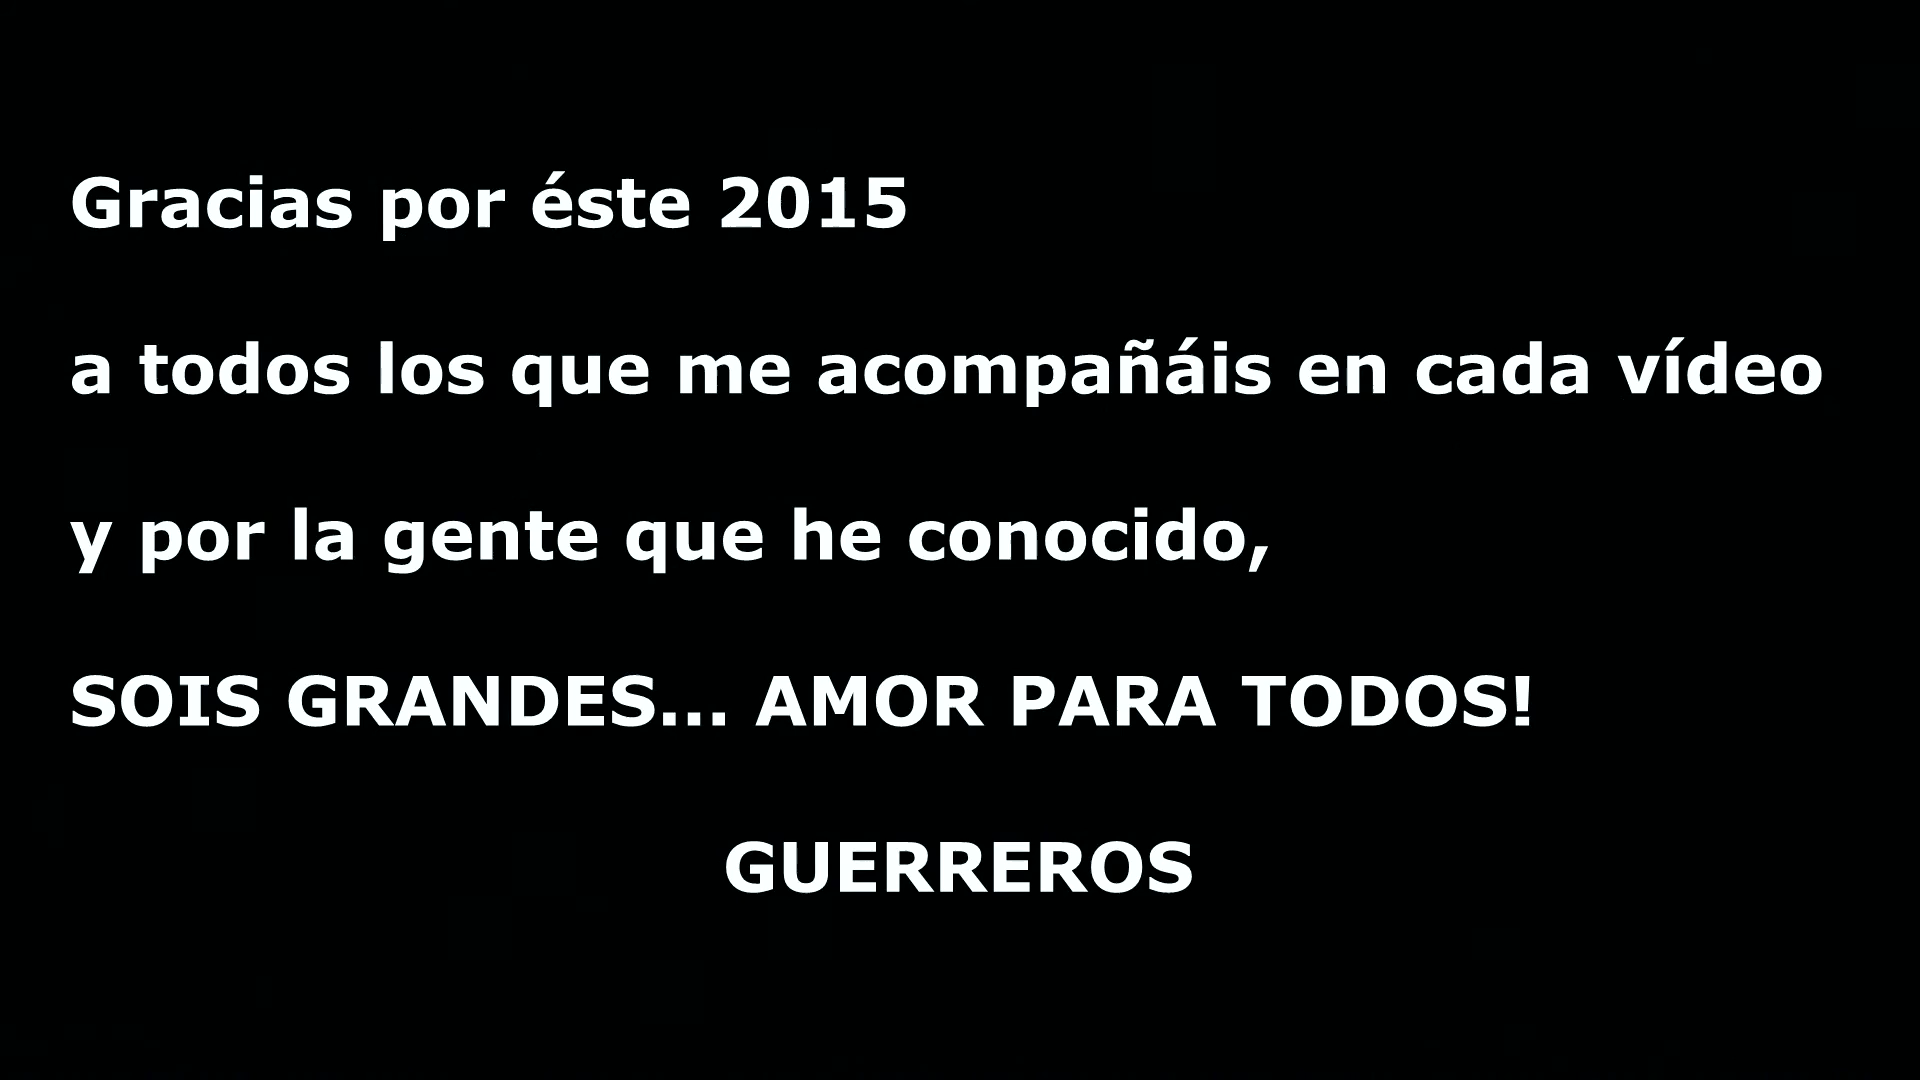 Gracias por éste 2015
a todos los que me acompañáis en cada vídeo
y por la gente que he conocido,
SOIS GRANDES... AMOR PARA TODOS!
GUERREROS